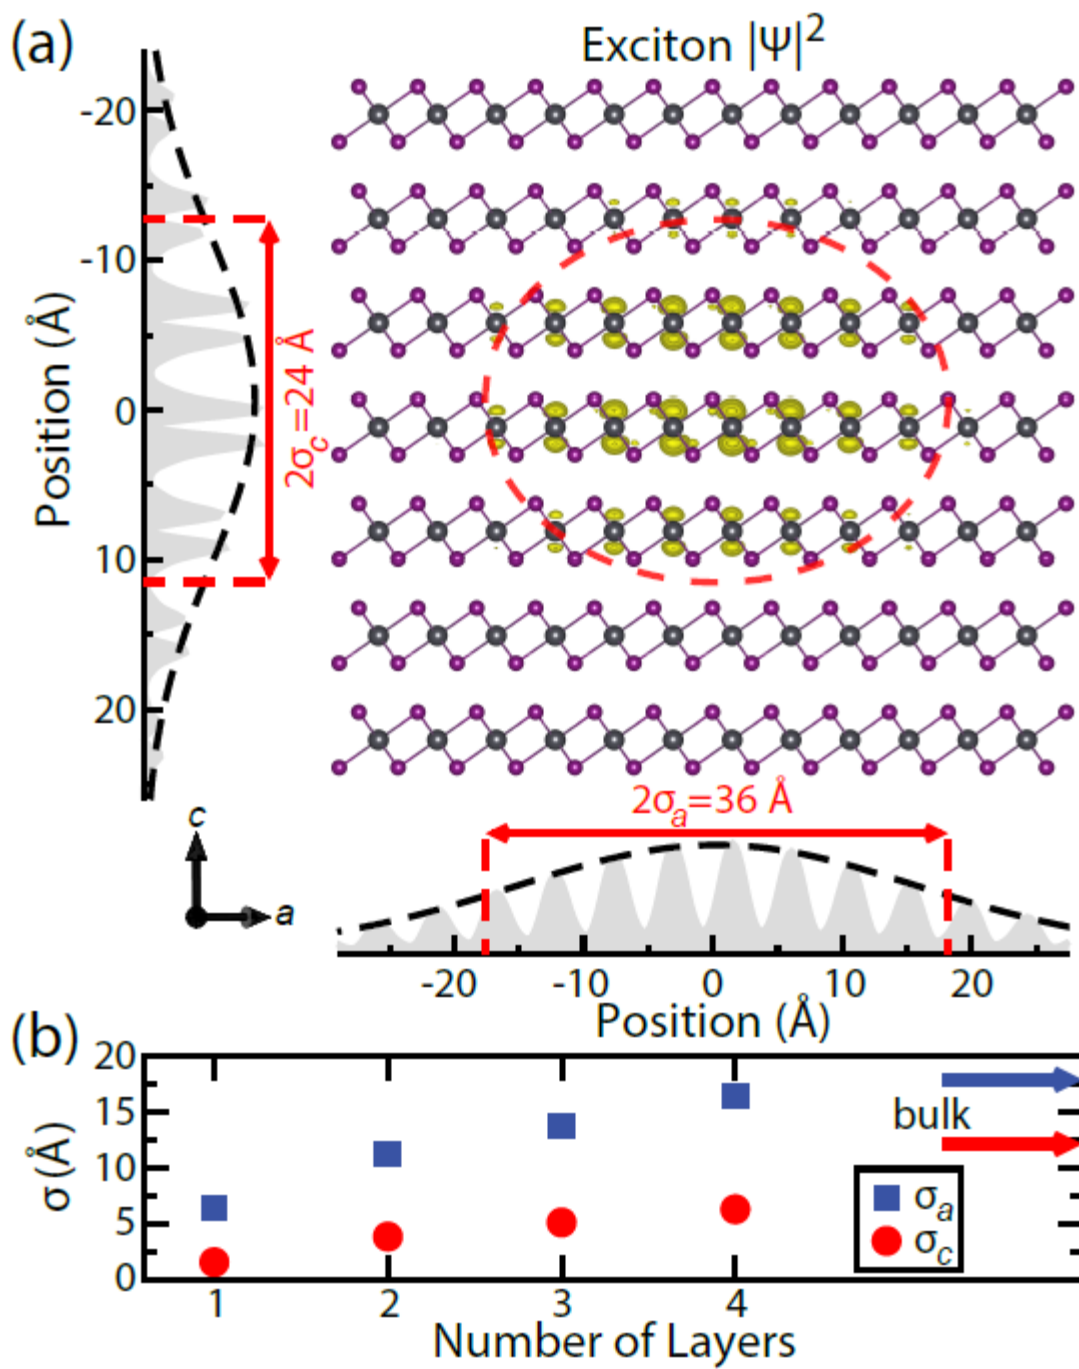 (a)
Exciton |Ψ|²
-20
-10
0
10
20
Position (Å)
2σc=24 Å
c
a
2σa=36 Å
-20 -10 0 10 20
Position (Å)
(b)
20
15
10
5
0
σ (Å)
bulk
σa
σc
1 2 3 4
Number of Layers